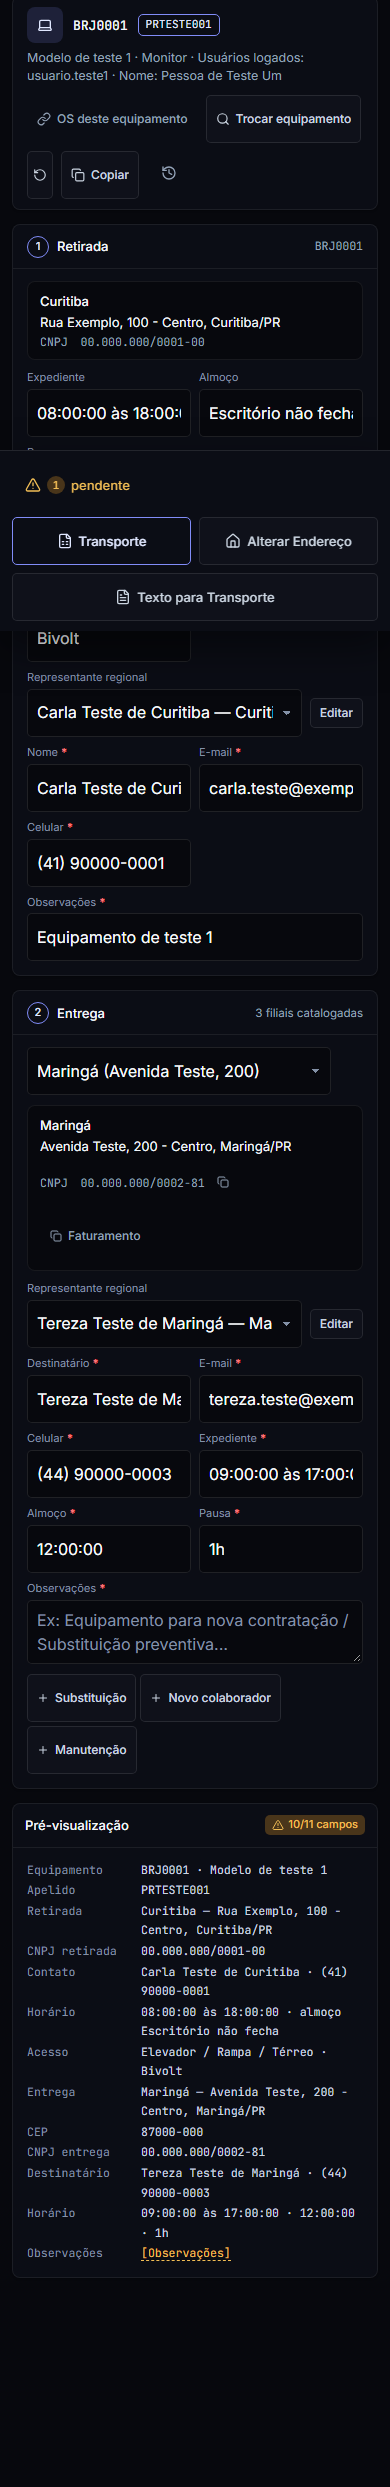 BRJ0001 PRTESTE001
Modelo de teste 1 · Monitor · Usuários logados:
usuario.teste1 · Nome: Pessoa de Teste Um
OS deste equipamento Trocar equipamento
Copiar
1 Retirada BRJ0001
Curitiba
Rua Exemplo, 100 - Centro, Curitiba/PR
CNPJ 00.000.000/0001-00
Expediente Almoço
08:00:00 às 18:00: Escritório não fecha
1 pendente
Transporte Alterar Endereço
Texto para Transporte
Bivolt
Representante regional
Carla Teste de Curitiba — Curiti Editar
Nome * E-mail *
Carla Teste de Curi carla.teste@exemp
Celular *
(41) 90000-0001
Observações *
Equipamento de teste 1
2 Entrega 3 filiais catalogadas
Maringá (Avenida Teste, 200)
Maringá
Avenida Teste, 200 - Centro, Maringá/PR
CNPJ 00.000.000/0002-81
Faturamento
Representante regional
Tereza Teste de Maringá — Ma Editar
Destinatário * E-mail *
Tereza Teste de Ma tereza.teste@exem
Celular * Expediente *
(44) 90000-0003 09:00:00 às 17:00:0
Almoço * Pausa *
12:00:00 1h
Observações *
Ex: Equipamento para nova contratação /
Substituição preventiva...
+ Substituição + Novo colaborador
+ Manutenção
Pré-visualização 10/11 campos
Equipamento BRJ0001 · Modelo de teste 1
Apelido PRTESTE001
Retirada Curitiba — Rua Exemplo, 100 -
Centro, Curitiba/PR
CNPJ retirada 00.000.000/0001-00
Contato Carla Teste de Curitiba · (41)
90000-0001
Horário 08:00:00 às 18:00:00 · almoço
Escritório não fecha
Acesso Elevador / Rampa / Térreo ·
Bivolt
Entrega Maringá — Avenida Teste, 200 -
Centro, Maringá/PR
CEP 87000-000
CNPJ entrega 00.000.000/0002-81
Destinatário Tereza Teste de Maringá · (44)
90000-0003
Horário 09:00:00 às 17:00:00 · 12:00:00
· 1h
Observações [Observações]